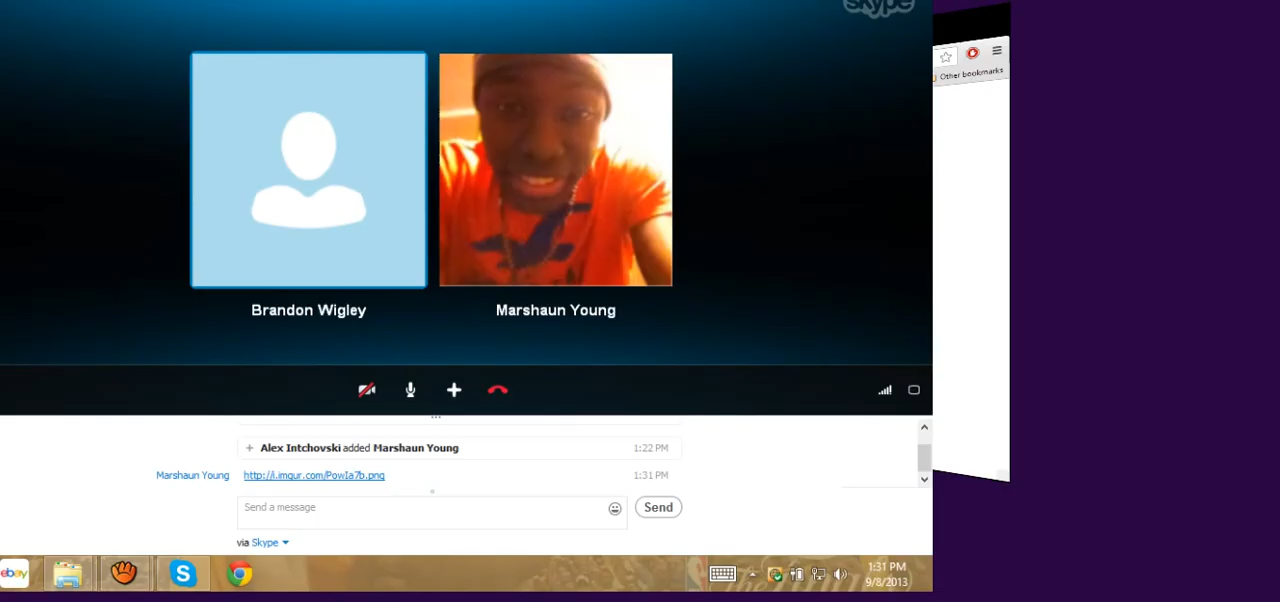 skype
Other bookmarks
Brandon Wigley
Marshaun Young
+ Alex Intchovski added Marshaun Young 1:22 PM
Marshaun Young http://i.imgur.com/PowIa7b.png 1:31 PM
Send a message
Send
via Skype
ebay
S
1:31 PM
9/8/2013